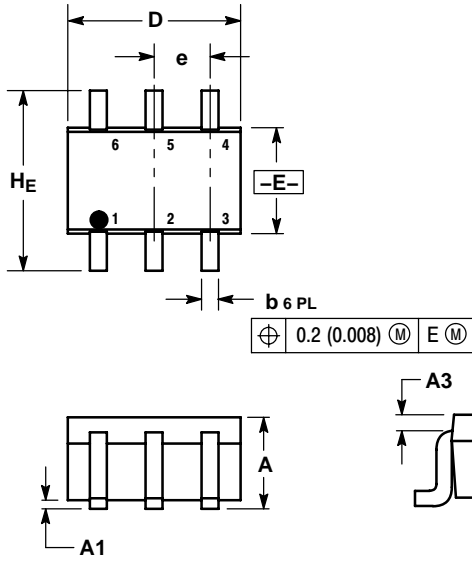 D
e
6 5 4
HE
–E–
1 2 3
b 6 PL
⌖ 0.2 (0.008) Ⓜ E Ⓜ
A3
A
A1